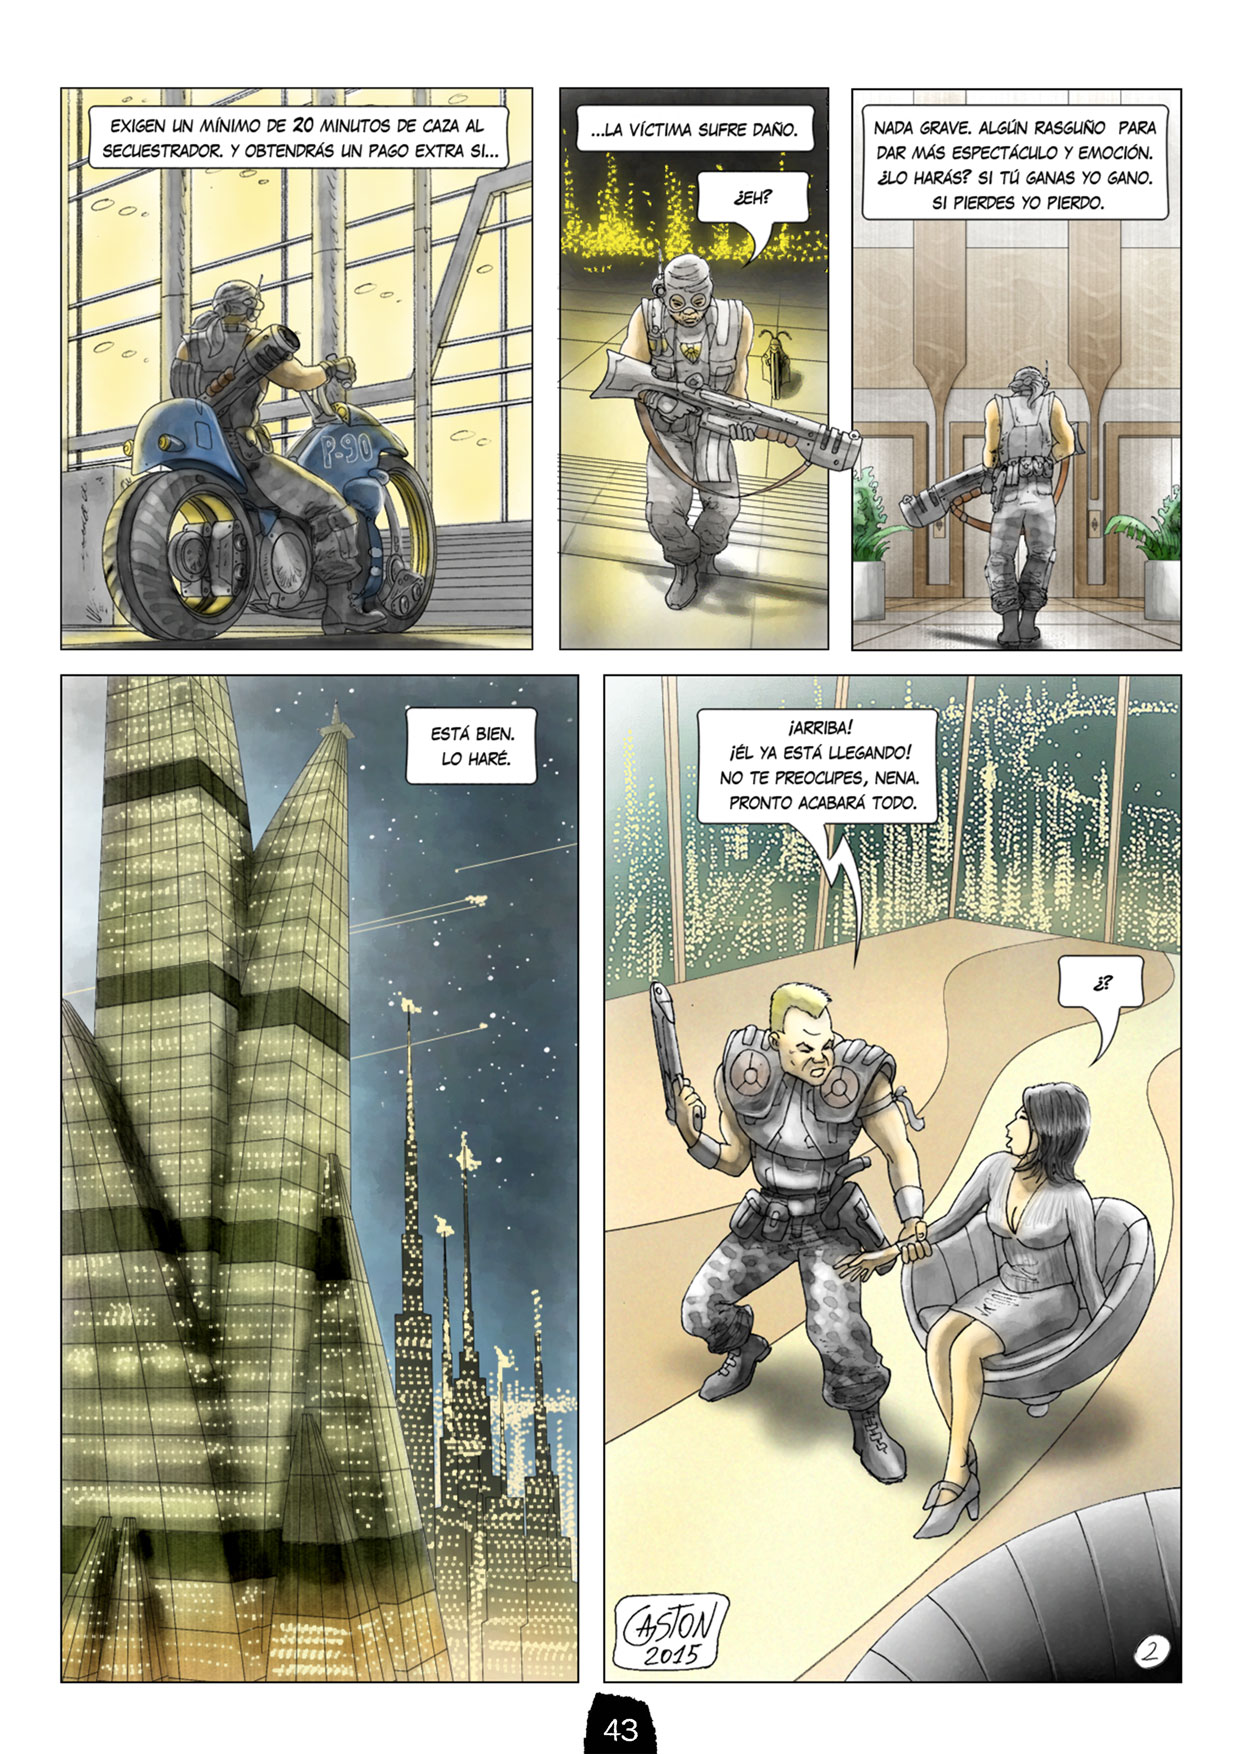 EXIGEN UN MÍNIMO DE 20 MINUTOS DE CAZA AL
SECUESTRADOR. Y OBTENDRÁS UN PAGO EXTRA SI...
P-90
...LA VÍCTIMA SUFRE DAÑO.
¿EH?
NADA GRAVE. ALGÚN RASGUÑO PARA
DAR MÁS ESPECTÁCULO Y EMOCIÓN.
¿LO HARÁS? SI TÚ GANAS YO GANO.
SI PIERDES YO PIERDO.
ESTÁ BIEN.
LO HARÉ.
¡ARRIBA!
¡ÉL YA ESTÁ LLEGANDO!
NO TE PREOCUPES, NENA.
PRONTO ACABARÁ TODO.
¿?
GASTON
2015
2
43